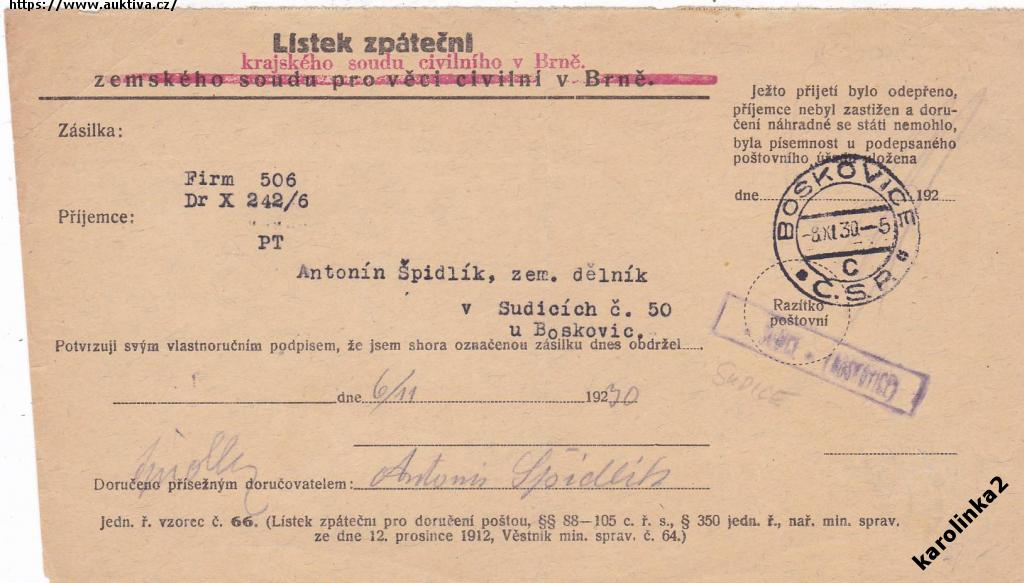 https://www.auktiva.cz/
Lístek zpáteční
krajského soudu civilního v Brně.
zemského soudu pro věci civilní v Brně.
Zásilka:
Firm 506
Dr X 242/6
Příjemce:
PT
Antonín Špidlík, zem. dělník
v Sudicích č. 50
u Boskovic.
Potvrzuji svým vlastnoručním podpisem, že jsem shora označenou zásilku dnes obdržel
dne 6/11 1930
Doručeno přísežným doručovatelem: Antonín Špidlík
Jedn. ř. vzorec č. 66. (Lístek zpáteční pro doručení poštou, §§ 88—105 c. ř. s., § 350 jedn. ř., nař. min. sprav.
ze dne 12. prosince 1912, Věstník min. sprav. č. 64.)
Ježto přijetí bylo odepřeno,
příjemce nebyl zastižen a doru-
čení náhradné se státi nemohlo,
byla písemnost u podepsaného
poštovního úřadu uložena
dne 192
BOSKOVICE
-8.XI.30.-5
C
Č.S.P.
Razítko
poštovní
(BOSKOVICE)
SUDICE
karolinka2